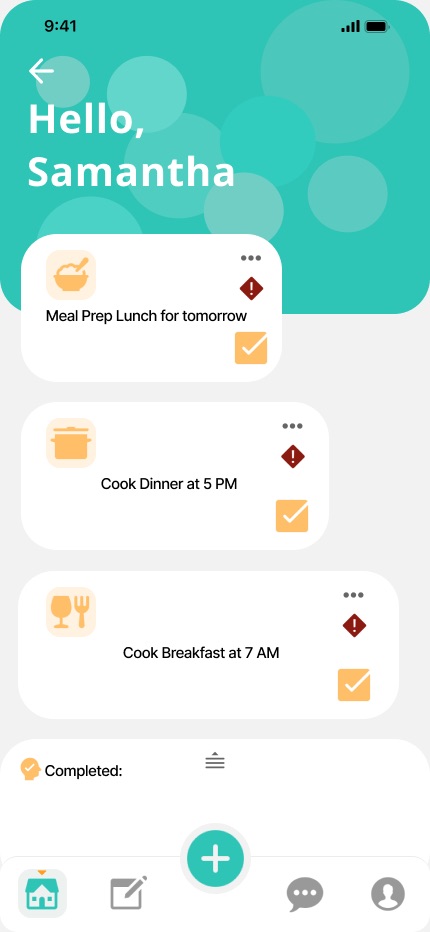 9:41
Hello,
Samantha
Meal Prep Lunch for tomorrow
Cook Dinner at 5 PM
Cook Breakfast at 7 AM
Completed: